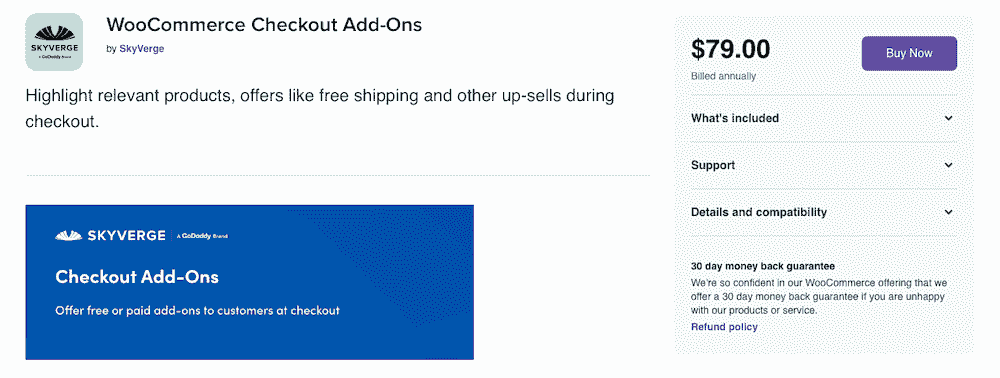 SKYVERGE
A GoDaddy Brand
WooCommerce Checkout Add-Ons
by SkyVerge
Highlight relevant products, offers like free shipping and other up-sells during
checkout.
SKYVERGE
A GoDaddy Brand
Checkout Add-Ons
Offer free or paid add-ons to customers at checkout
$79.00
Buy Now
Billed annually
What's included
Support
Details and compatibility
30 day money back guarantee
We're so confident in our WooCommerce offering that we
offer a 30 day money back guarantee if you are unhappy
with our products or service.
Refund policy